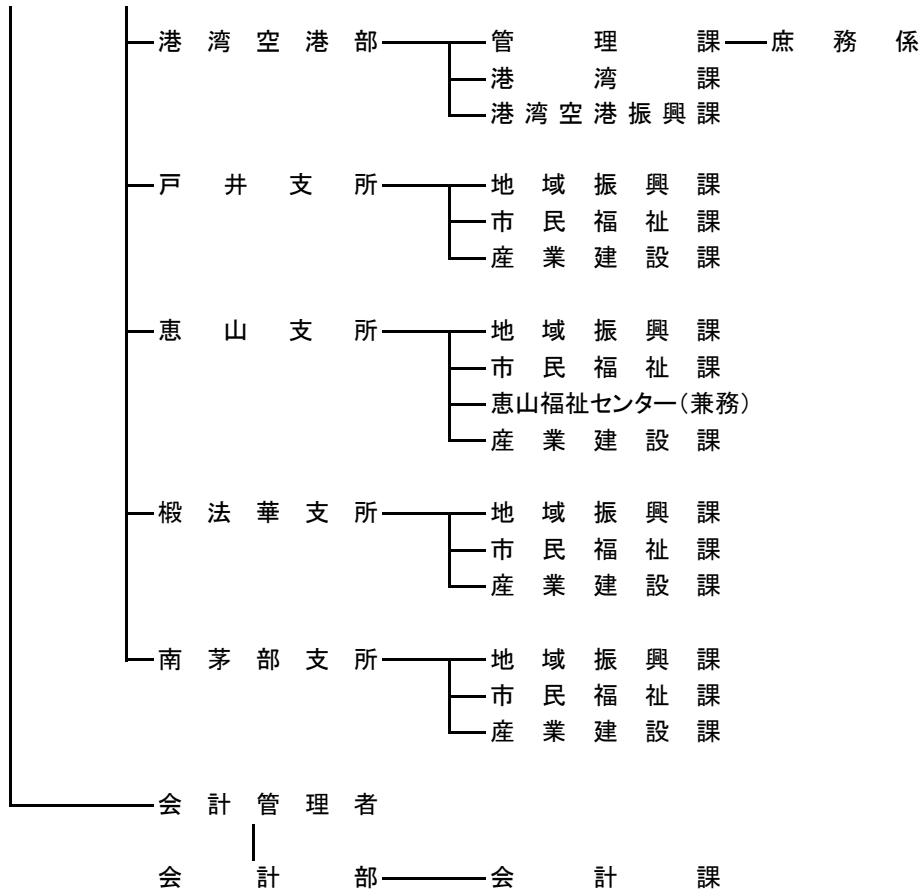 港湾空港部 管理課 庶務係
港湾課
港湾空港振興課
戸井支所 地域振興課
市民福祉課
産業建設課
恵山支所 地域振興課
市民福祉課
恵山福祉センター(兼務)
産業建設課
椴法華支所 地域振興課
市民福祉課
産業建設課
南茅部支所 地域振興課
市民福祉課
産業建設課
会計管理者
会計部 会計課